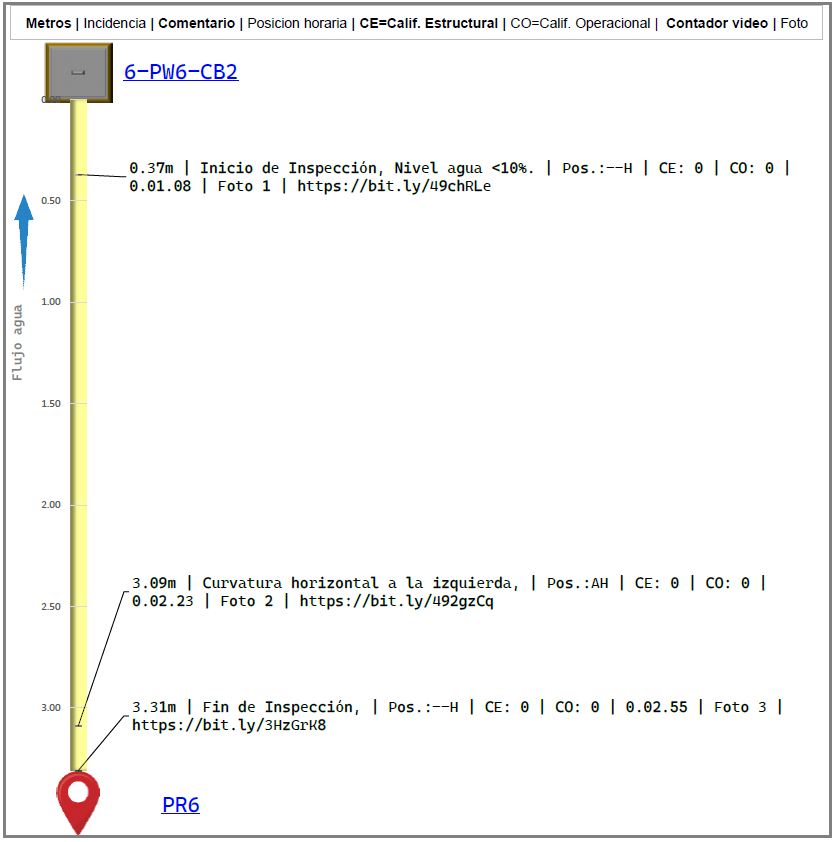 Metros | Incidencia | Comentario | Posicion horaria | CE=Calif. Estructural | CO=Calif. Operacional | Contador video | Foto
6-PW6-CB2
0.00
0.37m | Inicio de Inspección, Nivel agua <10%. | Pos.:--H | CE: 0 | CO: 0 |
0.01.08 | Foto 1 | https://bit.ly/49chRLe
0.50
1.00
Flujo agua
1.50
2.00
3.09m | Curvatura horizontal a la izquierda, | Pos.:AH | CE: 0 | CO: 0 |
0.02.23 | Foto 2 | https://bit.ly/492gzCq
2.50
3.00
3.31m | Fin de Inspección, | Pos.:--H | CE: 0 | CO: 0 | 0.02.55 | Foto 3 |
https://bit.ly/3HzGrK8
PR6